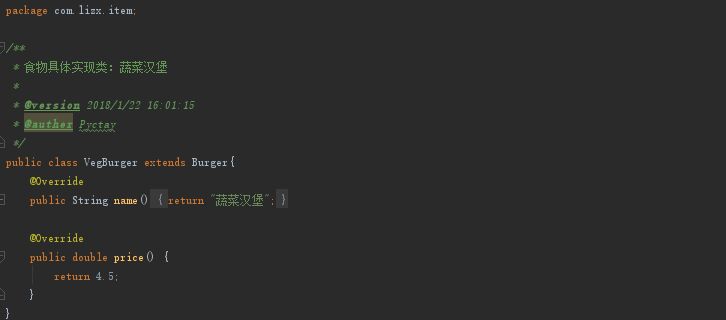 package com.lizx.item;
/**
* 食物具体实现类：蔬菜汉堡
*
* @version 2018/1/22 16:01:15
* @auther Pyctay
*/
public class VegBurger extends Burger{
@Override
public String name() { return "蔬菜汉堡"; }
@Override
public double price() {
return 4.5;
}
}